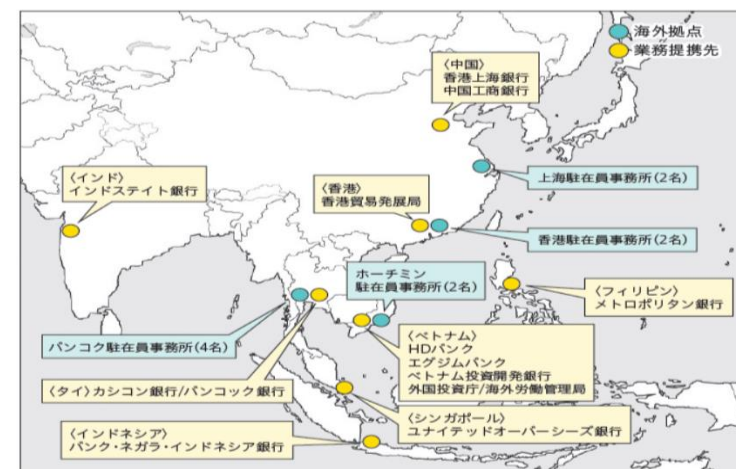 海外拠点
業務提携先
〈中国〉
香港上海銀行
中国工商銀行
〈インド〉
インドステイト銀行
〈香港〉
香港貿易発展局
上海駐在員事務所(2名)
香港駐在員事務所(2名)
ホーチミン
駐在員事務所(2名)
〈フィリピン〉
メトロポリタン銀行
バンコク駐在員事務所(4名)
〈ベトナム〉
HDバンク
エグジムバンク
ベトナム投資開発銀行
外国投資庁/海外労働管理局
〈タイ〉カシコン銀行/バンコック銀行
〈シンガポール〉
ユナイテッドオーバーシーズ銀行
〈インドネシア〉
バンク・ネガラ・インドネシア銀行